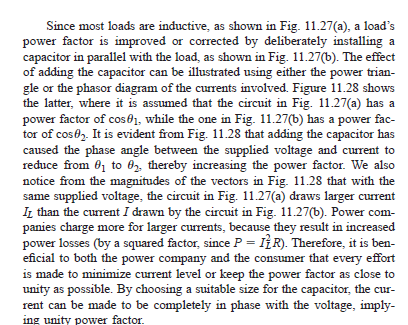 Since most loads are inductive, as shown in Fig. 11.27(a), a load's
power factor is improved or corrected by deliberately installing a
capacitor in parallel with the load, as shown in Fig. 11.27(b). The effect
of adding the capacitor can be illustrated using either the power trian-
gle or the phasor diagram of the currents involved. Figure 11.28 shows
the latter, where it is assumed that the circuit in Fig. 11.27(a) has a
power factor of cosθ₁, while the one in Fig. 11.27(b) has a power fac-
tor of cosθ₂. It is evident from Fig. 11.28 that adding the capacitor has
caused the phase angle between the supplied voltage and current to
reduce from θ₁ to θ₂, thereby increasing the power factor. We also
notice from the magnitudes of the vectors in Fig. 11.28 that with the
same supplied voltage, the circuit in Fig. 11.27(a) draws larger current
I_L than the current I drawn by the circuit in Fig. 11.27(b). Power com-
panies charge more for larger currents, because they result in increased
power losses (by a squared factor, since P = I_L²R). Therefore, it is ben-
eficial to both the power company and the consumer that every effort
is made to minimize current level or keep the power factor as close to
unity as possible. By choosing a suitable size for the capacitor, the cur-
rent can be made to be completely in phase with the voltage, imply-
ing unity power factor.